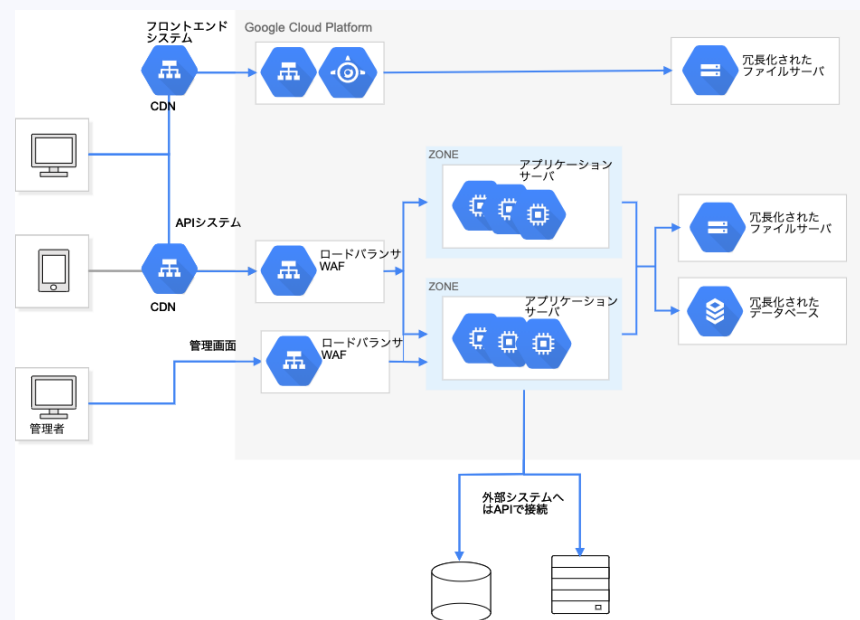 フロントエンド
システム
Google Cloud Platform
CDN
冗長化された
ファイルサーバ
ZONE
アプリケーション
サーバ
APIシステム
ロードバランサ
WAF
CDN
冗長化された
ファイルサーバ
ZONE
アプリケーション
サーバ
冗長化された
データベース
管理画面
ロードバランサ
WAF
管理者
外部システムへ
はAPIで接続